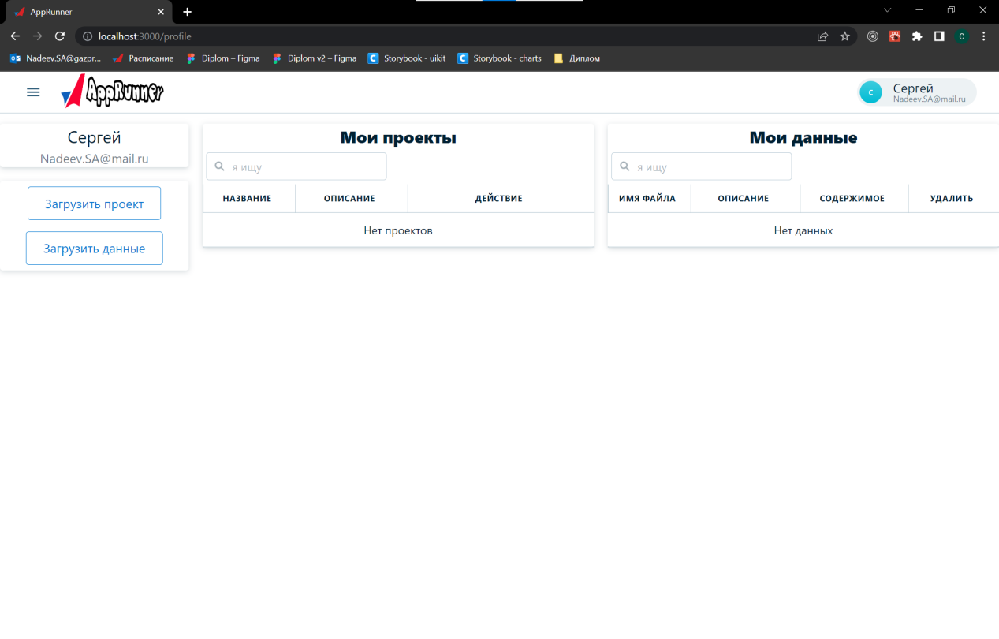 AppRunner
localhost:3000/profile
Nadeev.SA@gazpr... Расписание Diplom – Figma Diplom v2 – Figma Storybook - uikit Storybook - charts Диплом
AppRunner
С
Сергей
Nadeev.SA@mail.ru
Сергей
Nadeev.SA@mail.ru
Загрузить проект
Загрузить данные
Мои проекты
я ищу
НАЗВАНИЕ ОПИСАНИЕ ДЕЙСТВИЕ
Нет проектов
Мои данные
я ищу
ИМЯ ФАЙЛА ОПИСАНИЕ СОДЕРЖИМОЕ УДАЛИТЬ
Нет данных